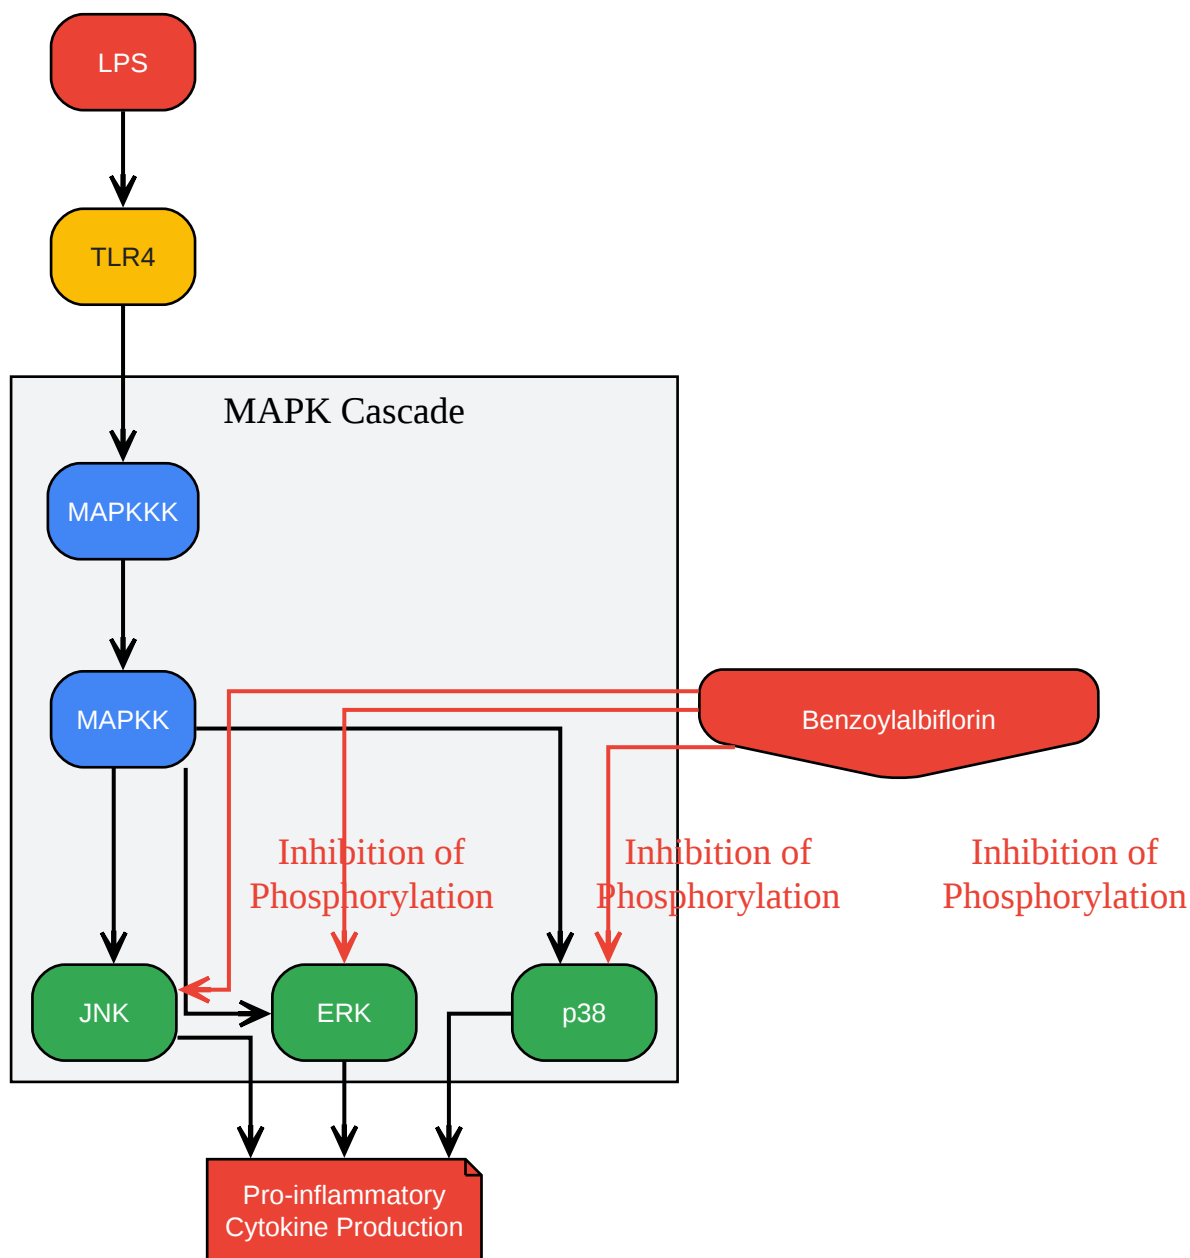 LPS
TLR4
MAPK Cascade
MAPKKK
MAPKK
Benzoylalbiflorin
Inhibition of
Phosphorylation
Inhibition of
Phosphorylation
Inhibition of
Phosphorylation
JNK
ERK
p38
Pro-inflammatory
Cytokine Production